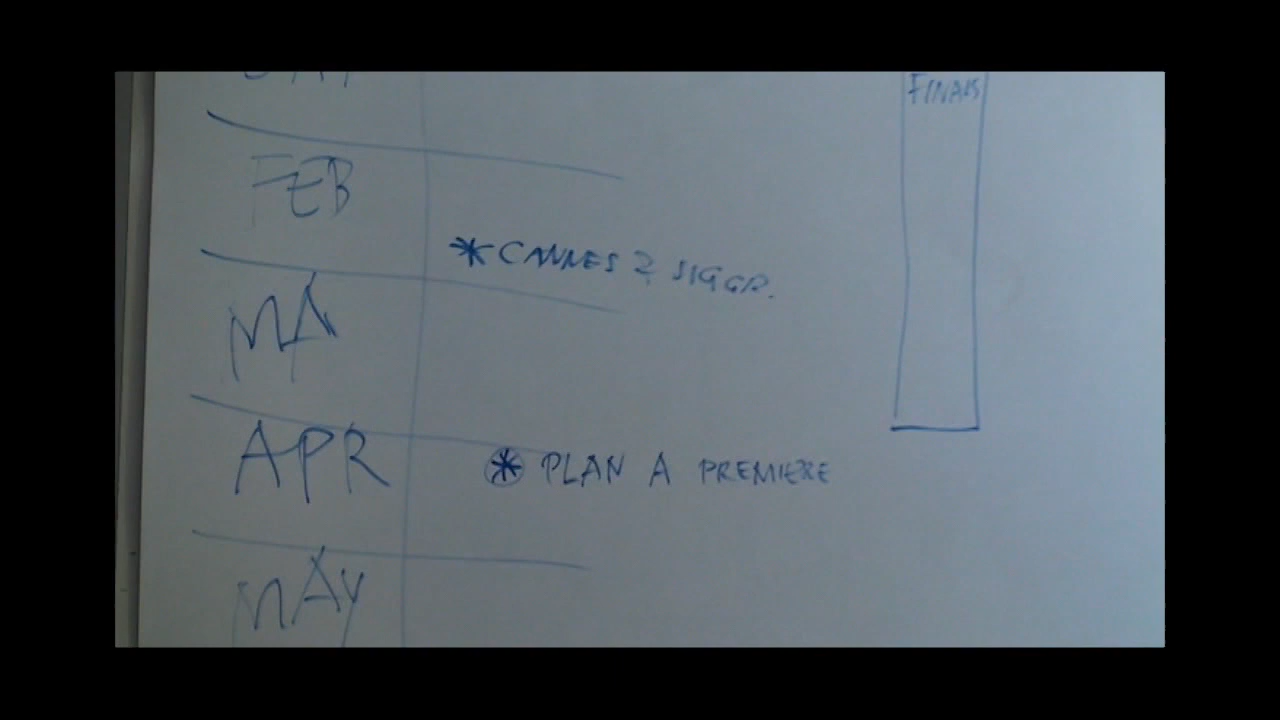 FINALS
FEB
*CANNES & SIGGR.
MA
APR
* PLAN A PREMIERE
MAY